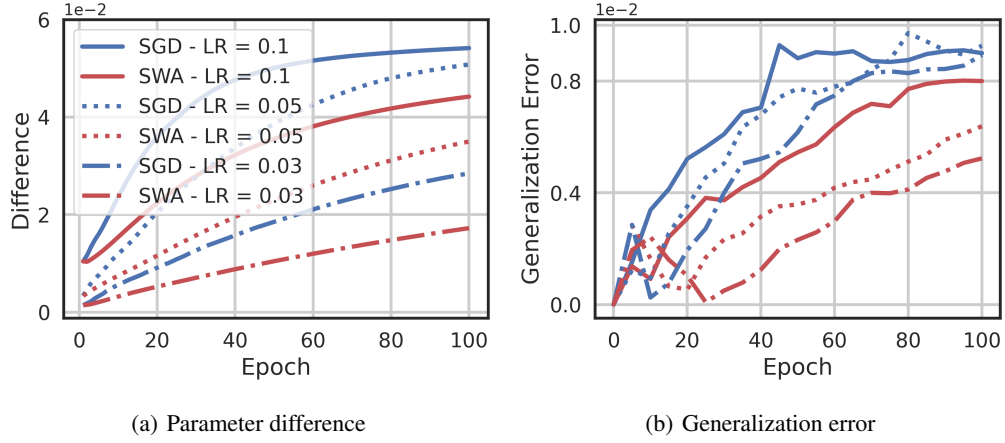 1e−2
6
4
2
0
Difference
SGD - LR = 0.1
SWA - LR = 0.1
SGD - LR = 0.05
SWA - LR = 0.05
SGD - LR = 0.03
SWA - LR = 0.03
0 20 40 60 80 100
Epoch
(a) Parameter difference
1e−2
1.0
0.8
0.4
0.0
Generalization Error
0 20 40 60 80 100
Epoch
(b) Generalization error